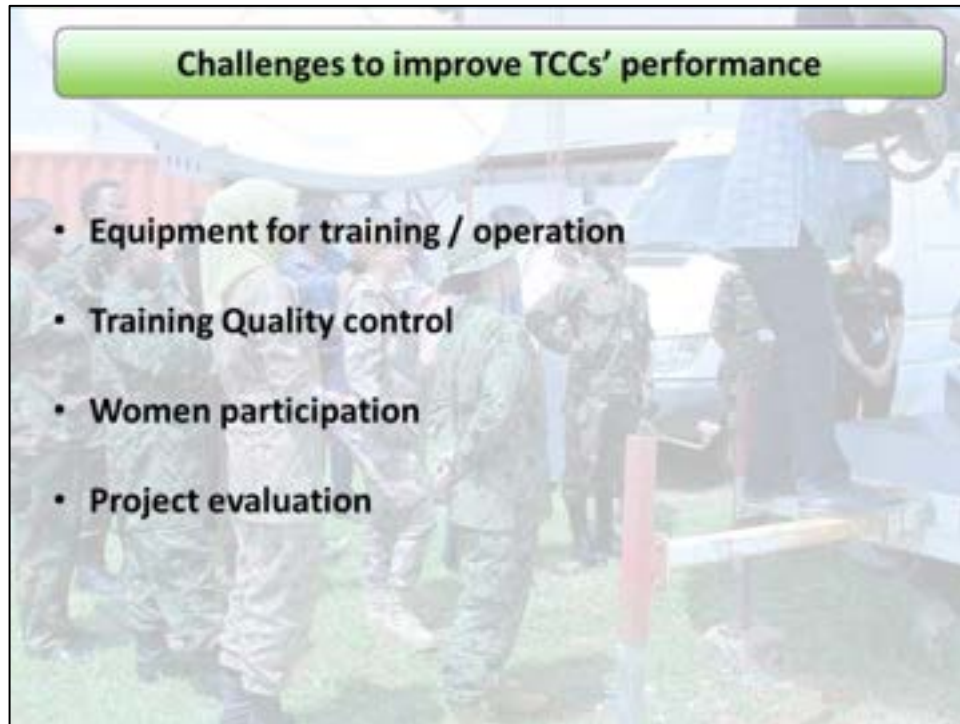 Challenges to improve TCCs’ performance
• Equipment for training / operation
• Training Quality control
• Women participation
• Project evaluation